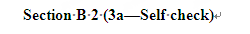 Section B-2 (3a—Self check)